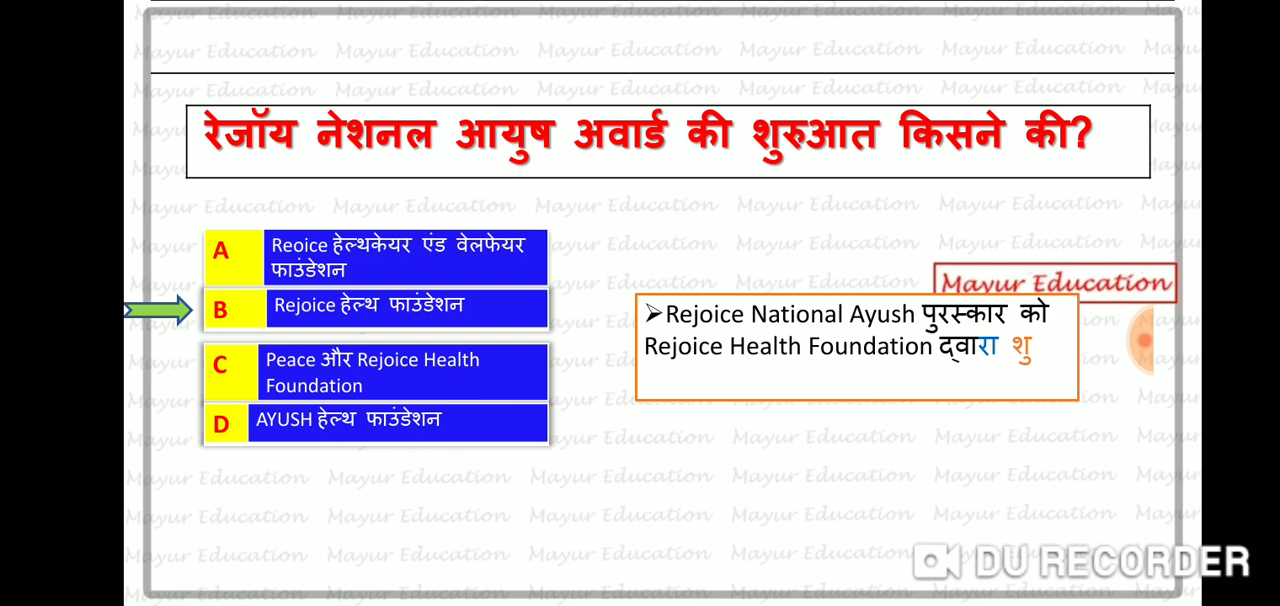 रेजॉय नेशनल आयुष अवार्ड की शुरुआत किसने की?
A
Reoice हेल्थकेयर एंड वेलफेयर
फाउंडेशन
B
Rejoice हेल्थ फाउंडेशन
C
Peace और Rejoice Health
Foundation
D
AYUSH हेल्थ फाउंडेशन
Mayur Education
➢Rejoice National Ayush पुरस्कार को
Rejoice Health Foundation द्वारा शु
DU RECORDER